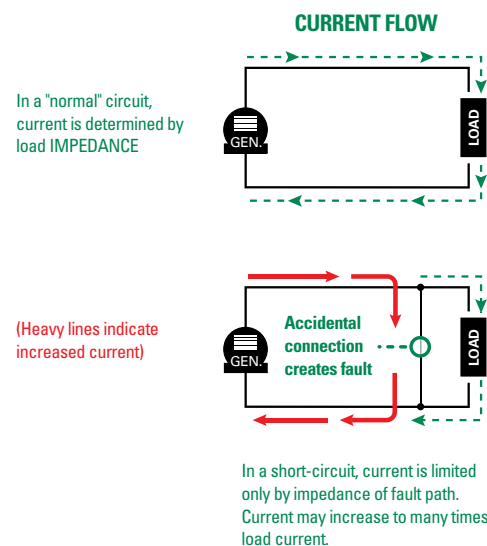 CURRENT FLOW
In a "normal" circuit,
current is determined by
load IMPEDANCE
GEN.
LOAD
(Heavy lines indicate
increased current)
GEN.
Accidental
connection
creates fault
LOAD
In a short-circuit, current is limited
only by impedance of fault path.
Current may increase to many times
load current.